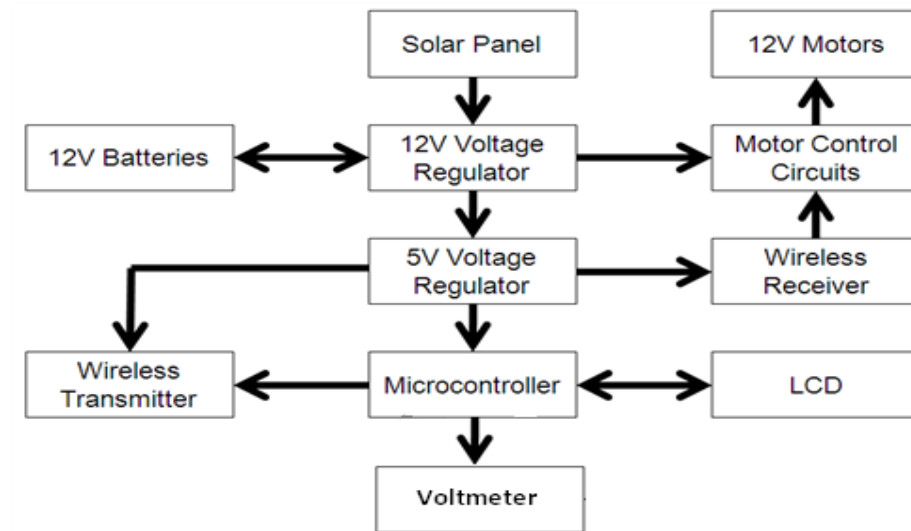 Solar Panel
12V Motors
12V Batteries
12V Voltage
Regulator
Motor Control
Circuits
5V Voltage
Regulator
Wireless
Receiver
Wireless
Transmitter
Microcontroller
LCD
Voltmeter